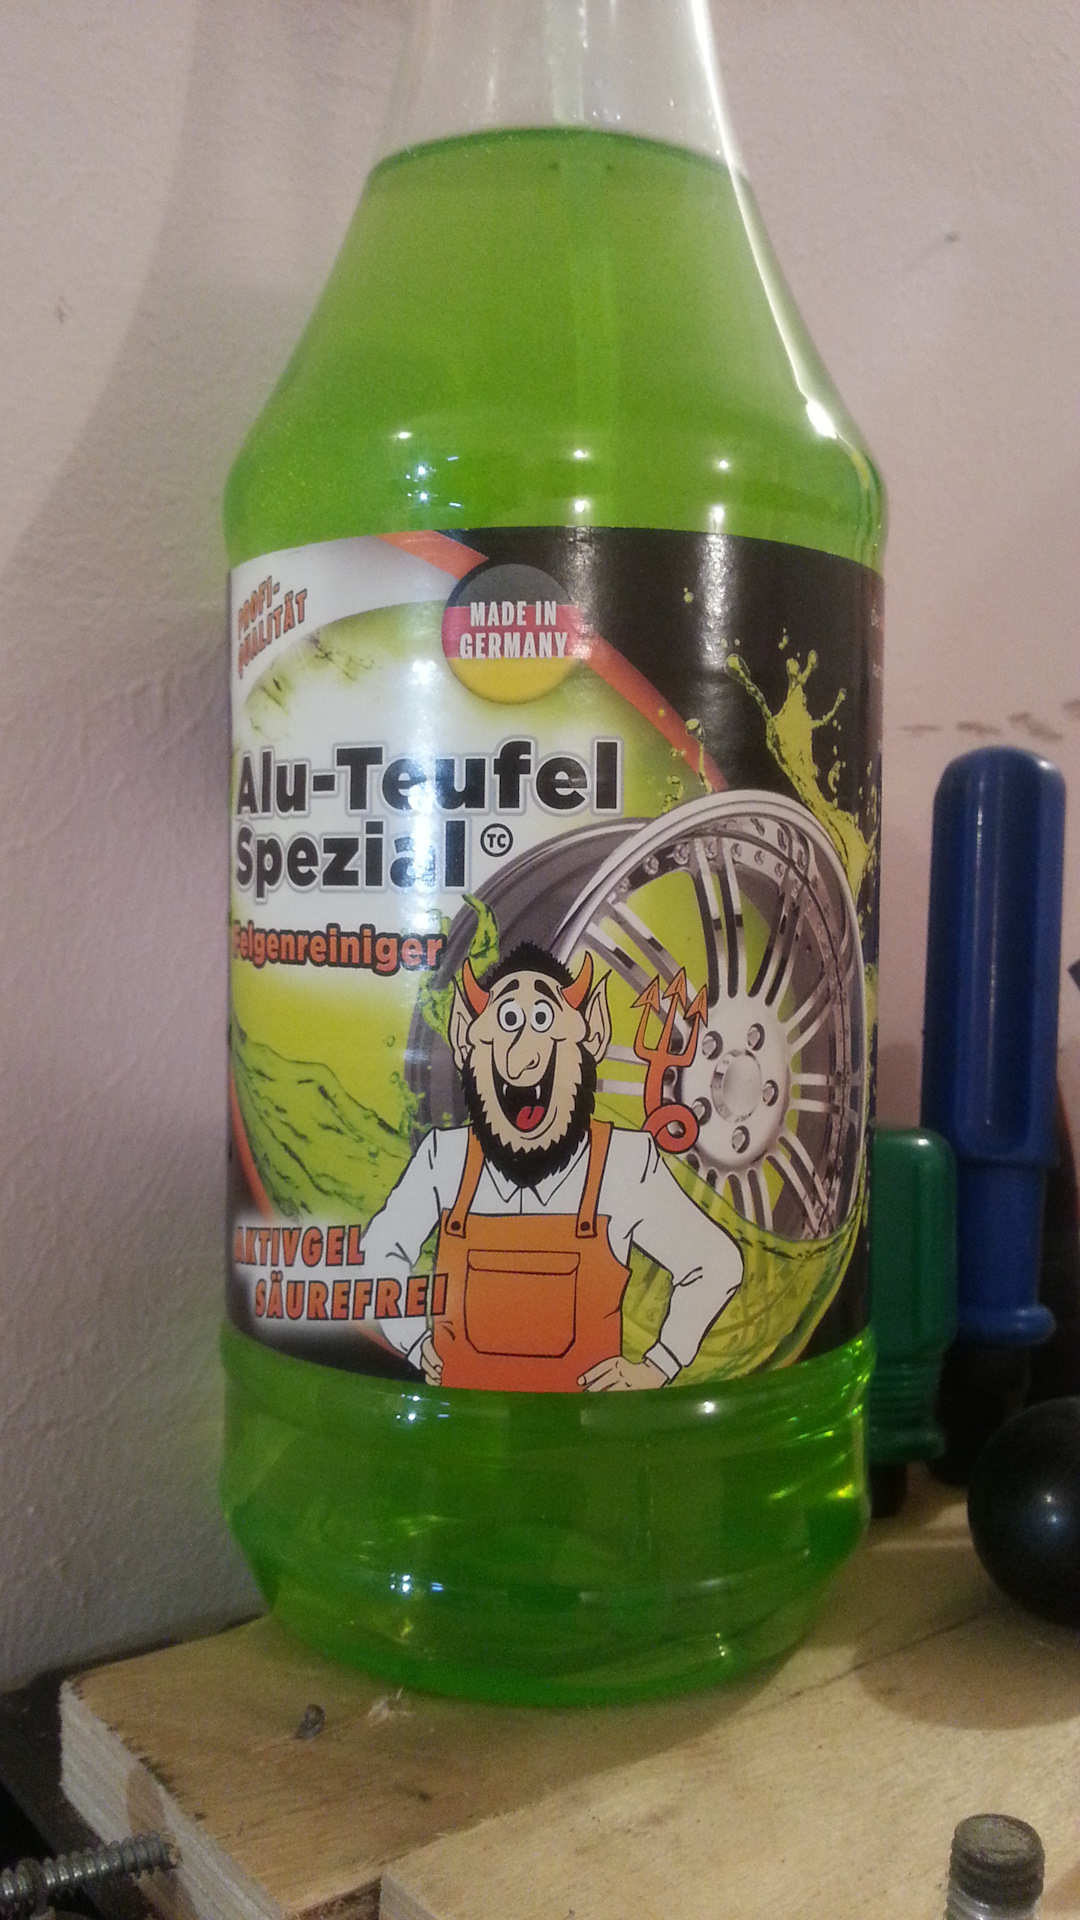 PROFI-
QUALITÄT
MADE IN
GERMANY
Alu-Teufel
Spezial TC
Felgenreiniger
AKTIVGEL
SÄUREFREI